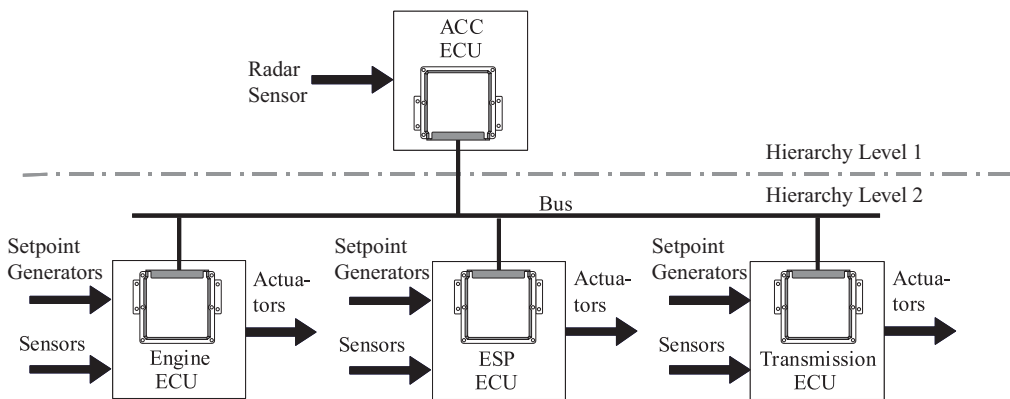 ACC
ECU
Radar
Sensor
Hierarchy Level 1
Hierarchy Level 2
Bus
Setpoint
Generators
Actua-
tors
Sensors
Engine
ECU
Setpoint
Generators
Actua-
tors
Sensors
ESP
ECU
Setpoint
Generators
Actua-
tors
Sensors
Transmission
ECU